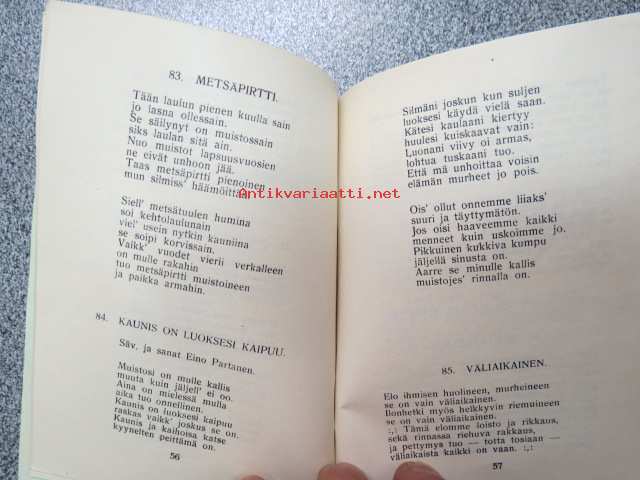 83. METSÄPIRTTI.
Tään laulun pienen kuulla sain
jo lasna ollessain.
Se säilynyt on muistossain
siks laulan sitä ain.
Nuo muistot lapsuusvuosien
ne eivät unhoon jää.
Taas metsäpirtti pienoinen
mun silmiss' häämöittää.
Siell' metsätuulen humina
soi kehtolaulunain
viel' usein nytkin kauniina
se soipi korvissain.
Vaikk' vuodet vierii verkalleen
on mulle rakahin
tuo metsäpirtti muistoineen
ja paikka armahin.
84. KAUNIS ON LUOKSESI KAIPUU.
Säv. ja sanat Eino Partanen.
Muistosi on mulle kallis
muuta kuin jäljell' ei oo.
Aina on mielessä mulla
aika tuo onnellinen.
Kaunis on luoksesi kaipuu
raskas vaikk' joskus se on.
Kaunis ja kaihoisa katse
kyynelten peittämä on.
56
Silmäni joskun kun suljen
luoksesi käydä vielä saan.
Kätesi kaulaani kiertyy
huulesi kuiskaavat vain:
Luonani viivy oi armas,
lohtua tuskaani tuo.
Että mä unhoittaa voisin
elämän murheet jo pois.
Ois' ollut onnemme liiaks'
suuri ja täyttymätön.
Jos oisi haaveemme kaikki
menneet kuin uskoimme jo.
Pikkuinen kukkiva kumpu
jäljellä sinusta on.
Aarre se minulle kallis
muistojes' rinnalla on.
85. VÄLIAIKAINEN.
Elo ihmisen huolineen, murheineen
se on vain väliaikainen.
Ilonhetki myös helkkyvin riemuineen
se on vain väliaikainen.
:,: Tämä elomme loisto ja rikkaus,
sekä rinnassa riehuva rakkaus,
ja pettymys tuo — totta tosiaan —
väliaikaista kaikki on vaan. :,:
57
Antikvariaatti.net